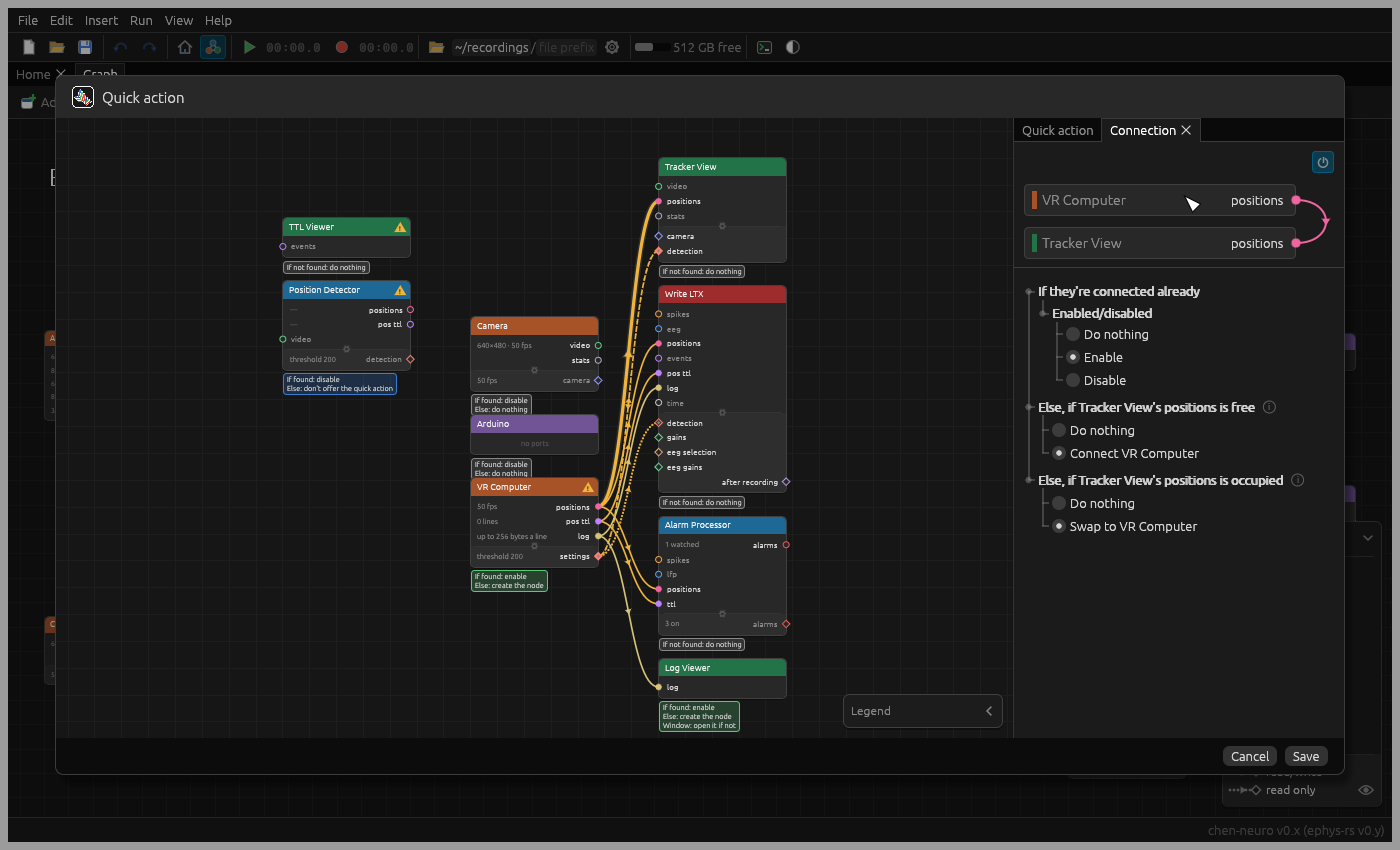 File Edit Insert Run View Help
00:00.0 00:00.0 ~/recordings/ file prefix 512 GB free
Home Graph
Quick action
Quick action Connection
VR Computer positions
Tracker View positions
If they're connected already
Enabled/disabled
Do nothing
Enable
Disable
Else, if Tracker View's positions is free
Do nothing
Connect VR Computer
Else, if Tracker View's positions is occupied
Do nothing
Swap to VR Computer
TTL Viewer
events
If not found: do nothing
Position Detector
positions
pos ttl
video
threshold 200 detection
If found: disable
Else: don't offer the quick action
Camera
640×480 · 50 fps video
stats
50 fps camera
If found: disable
Else: do nothing
Arduino
no ports
If found: disable
Else: do nothing
VR Computer
50 fps positions
0 lines pos ttl
up to 256 bytes a line log
threshold 200 settings
If found: enable
Else: create the node
Tracker View
video
positions
stats
camera
detection
If not found: do nothing
Write LTX
spikes
eeg
positions
events
pos ttl
log
time
detection
gains
eeg selection
eeg gains
after recording
If not found: do nothing
Alarm Processor
1 watched alarms
spikes
lfp
positions
ttl
3 on alarms
If not found: do nothing
Log Viewer
log
If found: enable
Else: create the node
Window: open it if not
Legend
Cancel Save
read only
chen-neuro v0.x (ephys-rs v0.y)